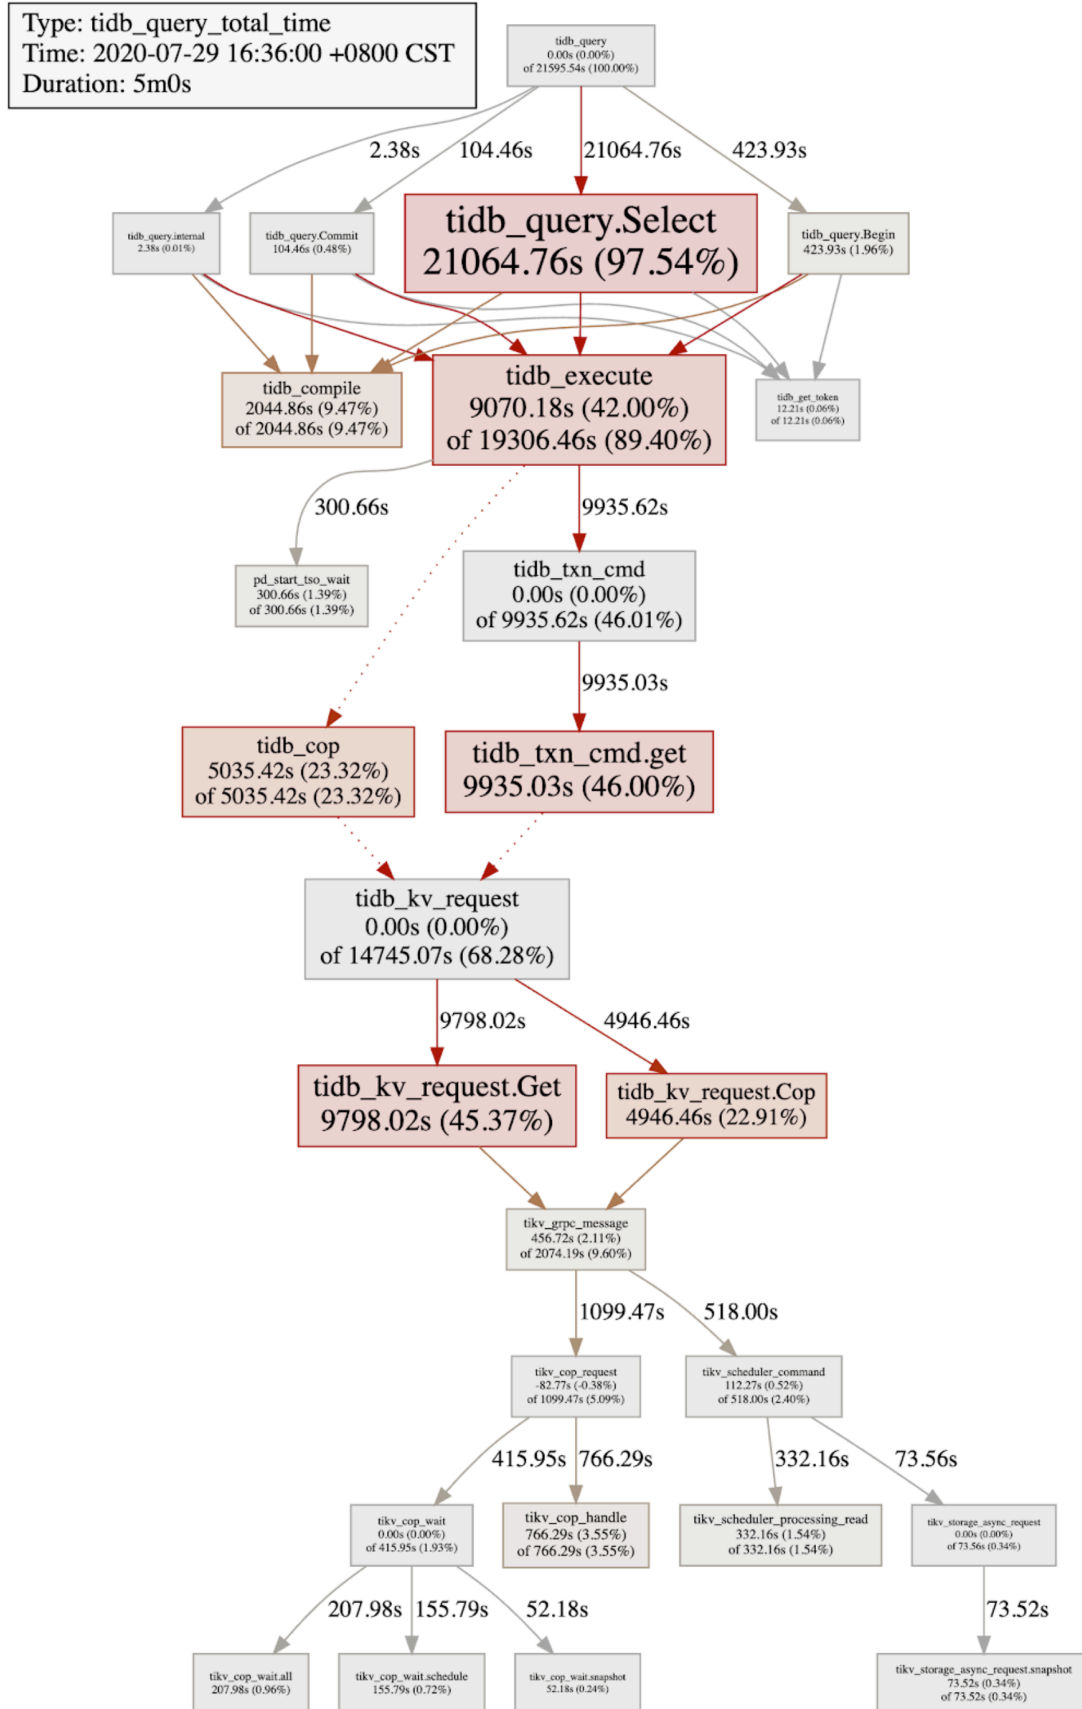 Type: tidb_query_total_time
Time: 2020-07-29 16:36:00 +0800 CST
Duration: 5m0s
tidb_query
0.00s (0.00%)
of 21595.54s (100.00%)
2.38s
104.46s
21064.76s
423.93s
tidb_query.internal
2.38s (0.01%)
tidb_query.Commit
104.46s (0.48%)
tidb_query.Select
21064.76s (97.54%)
tidb_query.Begin
423.93s (1.96%)
tidb_compile
2044.86s (9.47%)
of 2044.86s (9.47%)
tidb_execute
9070.18s (42.00%)
of 19306.46s (89.40%)
tidb_get_token
12.21s (0.06%)
of 12.21s (0.06%)
300.66s
9935.62s
pd_start_tso_wait
300.66s (1.39%)
of 300.66s (1.39%)
tidb_txn_cmd
0.00s (0.00%)
of 9935.62s (46.01%)
9935.03s
tidb_cop
5035.42s (23.32%)
of 5035.42s (23.32%)
tidb_txn_cmd.get
9935.03s (46.00%)
tidb_kv_request
0.00s (0.00%)
of 14745.07s (68.28%)
9798.02s
4946.46s
tidb_kv_request.Get
9798.02s (45.37%)
tidb_kv_request.Cop
4946.46s (22.91%)
tikv_grpc_message
456.72s (2.11%)
of 2074.19s (9.60%)
1099.47s
518.00s
tikv_cop_request
-82.77s (-0.38%)
of 1099.47s (5.09%)
tikv_scheduler_command
112.27s (0.52%)
of 518.00s (2.40%)
415.95s
766.29s
332.16s
73.56s
tikv_cop_wait
0.00s (0.00%)
of 415.95s (1.93%)
tikv_cop_handle
766.29s (3.55%)
of 766.29s (3.55%)
tikv_scheduler_processing_read
332.16s (1.54%)
of 332.16s (1.54%)
tikv_storage_async_request
0.00s (0.00%)
of 73.56s (0.34%)
207.98s
155.79s
52.18s
73.52s
tikv_cop_wait.all
207.98s (0.96%)
tikv_cop_wait.schedule
155.79s (0.72%)
tikv_cop_wait.snapshot
52.18s (0.24%)
tikv_storage_async_request.snapshot
73.52s (0.34%)
of 73.52s (0.34%)